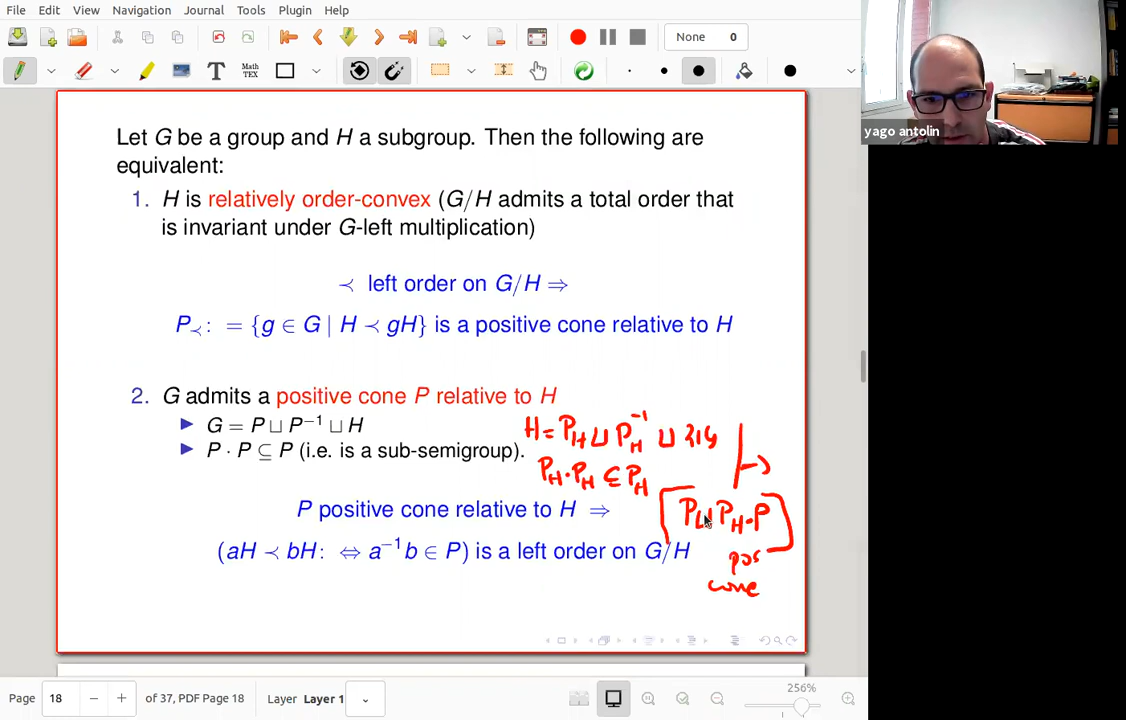 File Edit View Navigation Journal Tools Plugin Help
None 0
Math TEX
yago antolin
Let G be a group and H a subgroup. Then the following are
equivalent:
1. H is relatively order-convex (G/H admits a total order that
is invariant under G-left multiplication)
≺ left order on G/H ⇒
P≺: = {g ∈ G | H ≺ gH} is a positive cone relative to H
2. G admits a positive cone P relative to H
▶ G = P ⊔ P⁻¹ ⊔ H
▶ P · P ⊆ P (i.e. is a sub-semigroup).
H = P_H ⊔ P_H⁻¹ ⊔ {1}
P_H · P_H ⊆ P_H
P positive cone relative to H ⇒
(aH ≺ bH: ⇔ a⁻¹b ∈ P) is a left order on G/H
P ⊔ P_H · P
pos
cone
Page 18 of 37, PDF Page 18 Layer Layer 1 256%